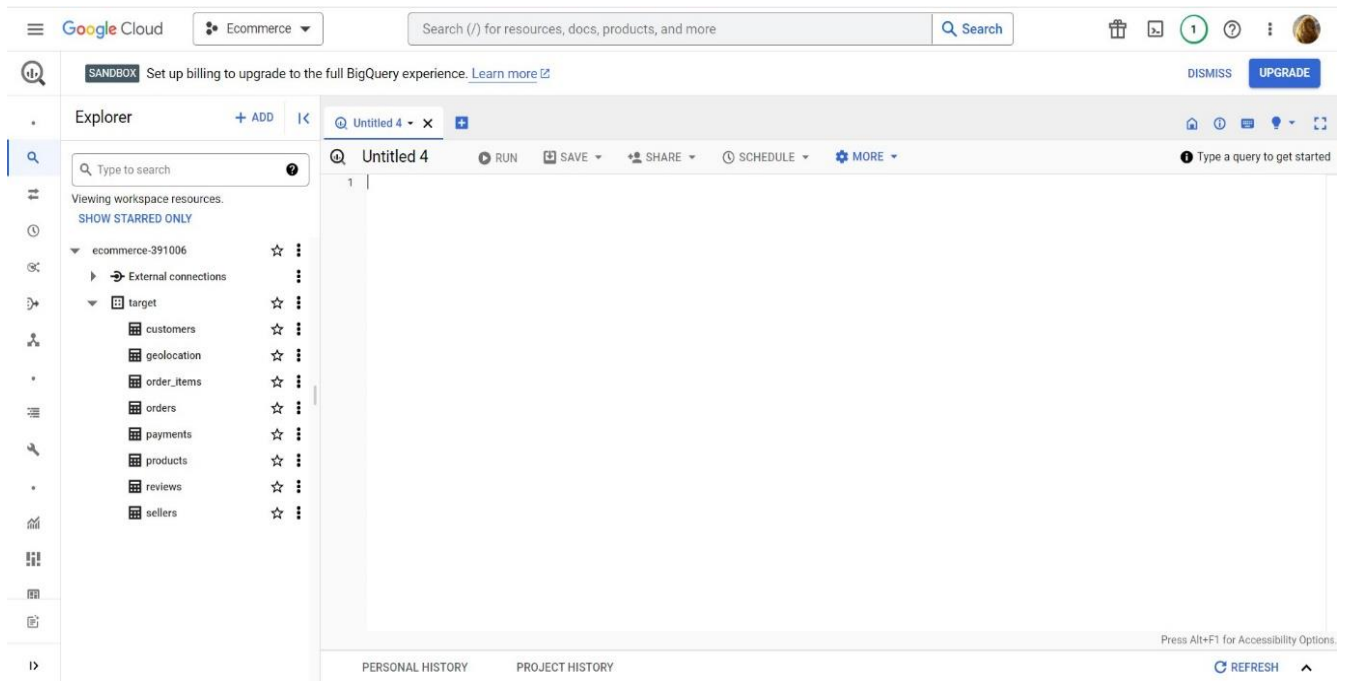 Google Cloud Ecommerce Search (/) for resources, docs, products, and more Search 1
SANDBOX Set up billing to upgrade to the full BigQuery experience. Learn more DISMISS UPGRADE
Explorer + ADD Untitled 4
Untitled 4 RUN SAVE SHARE SCHEDULE MORE Type a query to get started
Type to search
1
Viewing workspace resources.
SHOW STARRED ONLY
ecommerce-391006
External connections
target
customers
geolocation
order_items
orders
payments
products
reviews
sellers
Press Alt+F1 for Accessibility Options.
PERSONAL HISTORY PROJECT HISTORY REFRESH